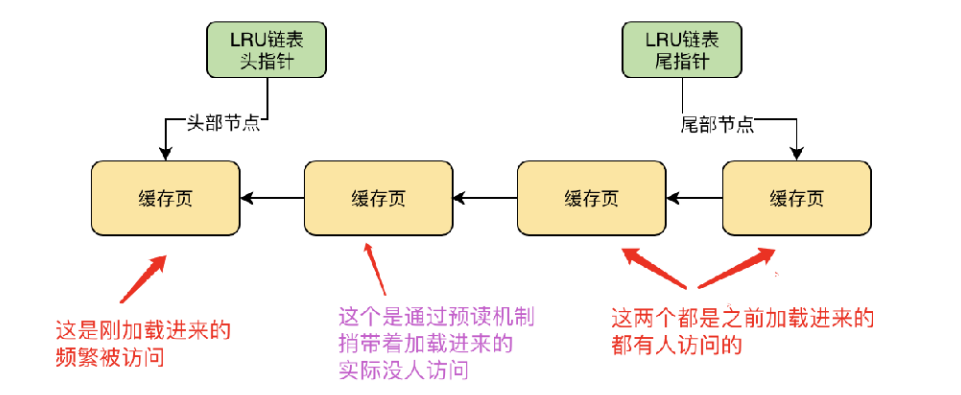 LRU链表
头指针
LRU链表
尾指针
头部节点
尾部节点
缓存页
缓存页
缓存页
缓存页
这是刚加载进来的
频繁被访问
这个是通过预读机制
捎带着加载进来的
实际没人访问
这两个都是之前加载进来的
都有人访问的